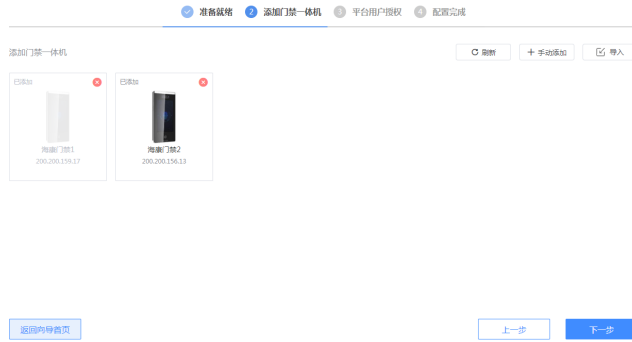 准备就绪 2 添加门禁一体机 3 平台用户授权 4 配置完成
添加门禁一体机 刷新 手动添加 导入
已添加 已添加
海康门禁1 海康门禁2
200.200.159.17 200.200.156.13
返回向导首页 上一步 下一步